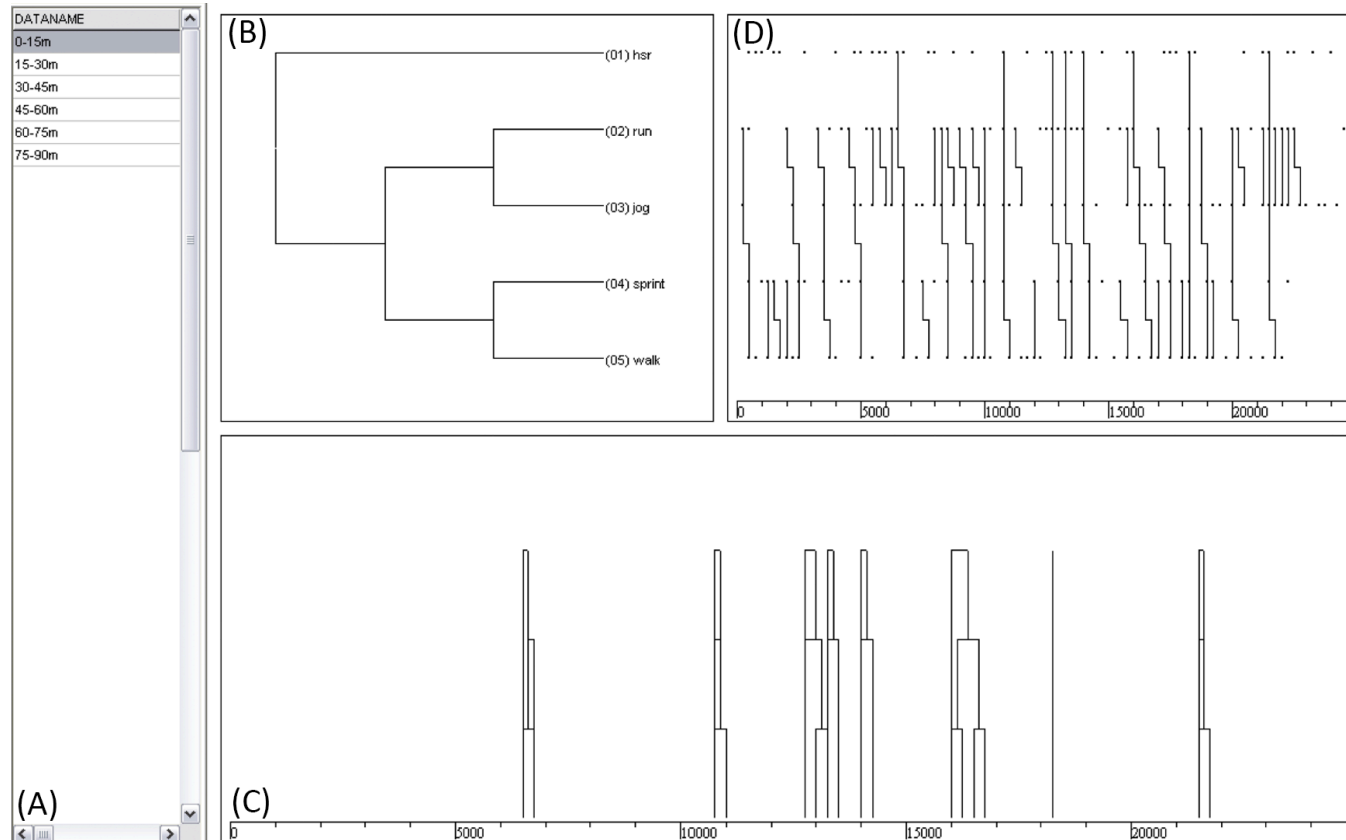 DATANAME
0-15m
15-30m
30-45m
45-60m
60-75m
75-90m
(A)
(B)
(01) hsr
(02) run
(03) jog
(04) sprint
(05) walk
(D)
0 5000 10000 15000 20000
(C)
0 5000 10000 15000 20000